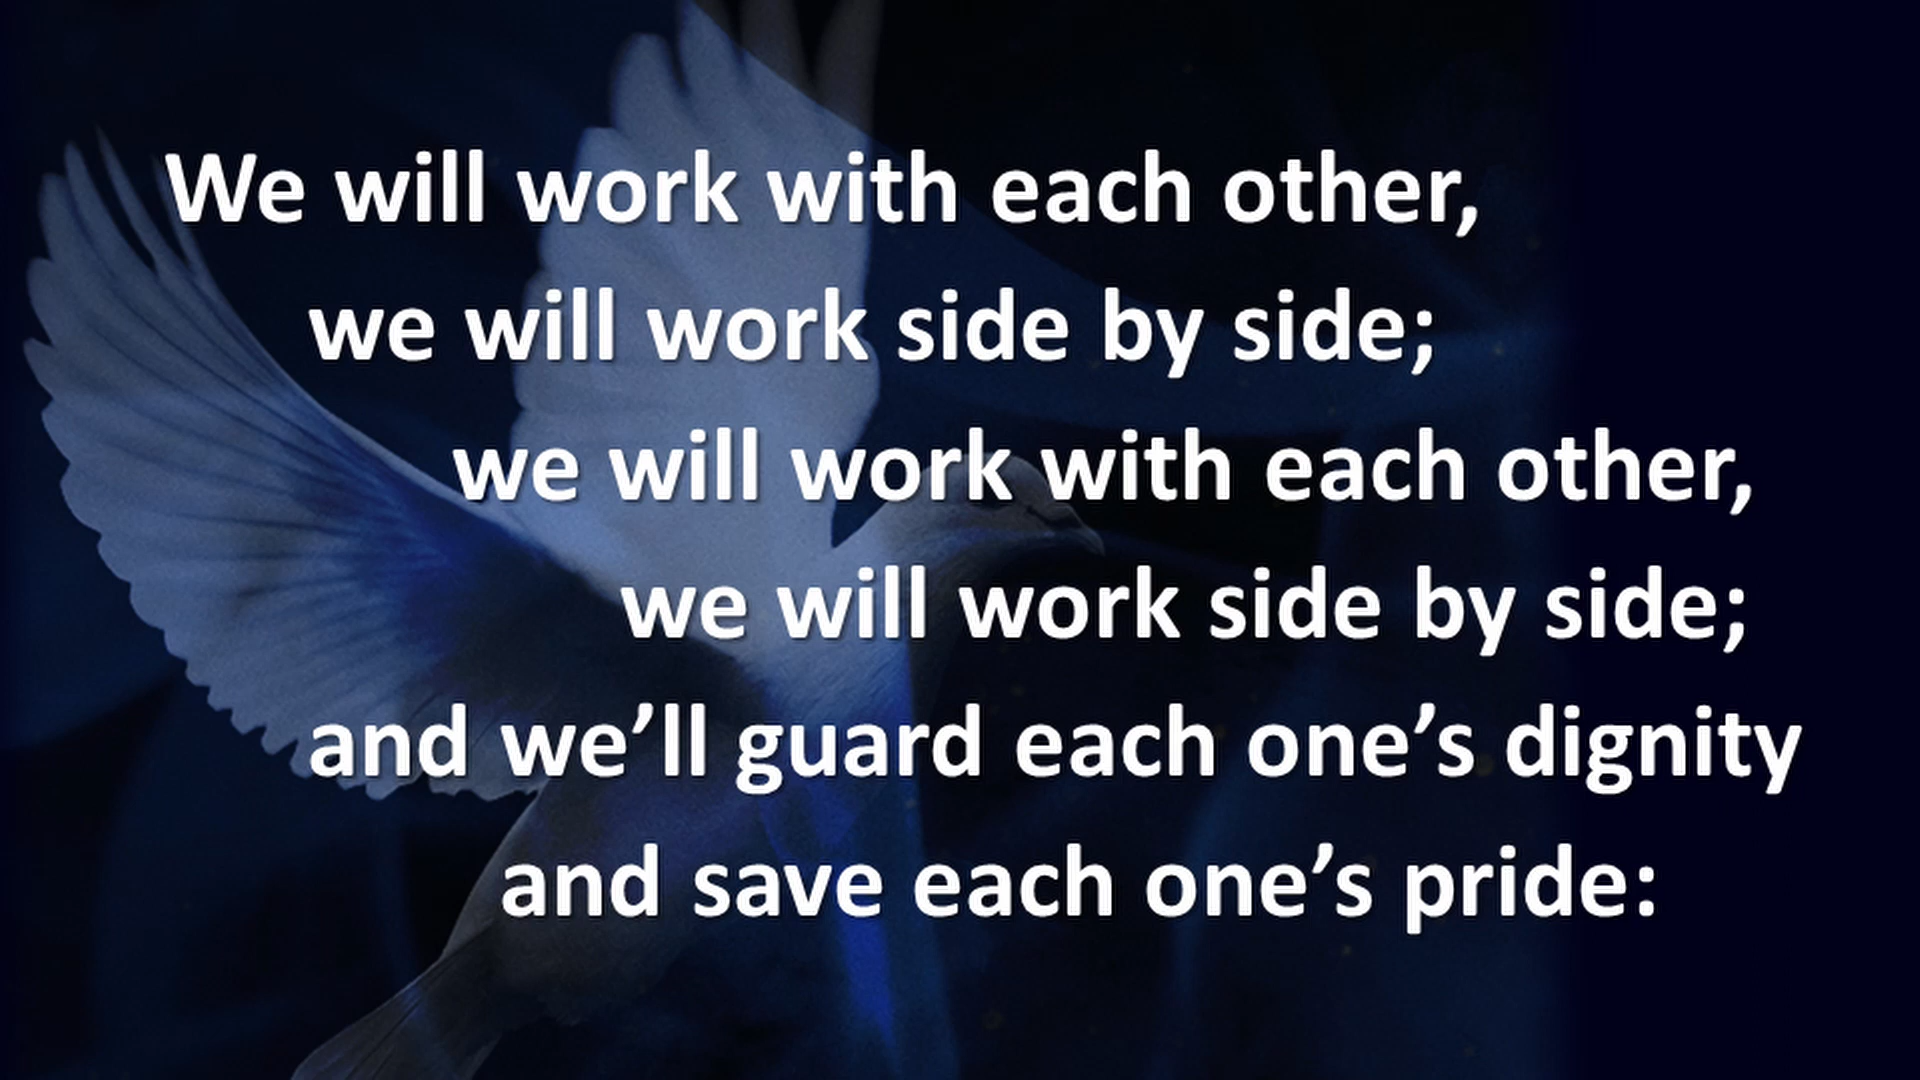 We will work with each other,
we will work side by side;
we will work with each other,
we will work side by side;
and we’ll guard each one’s dignity
and save each one’s pride: